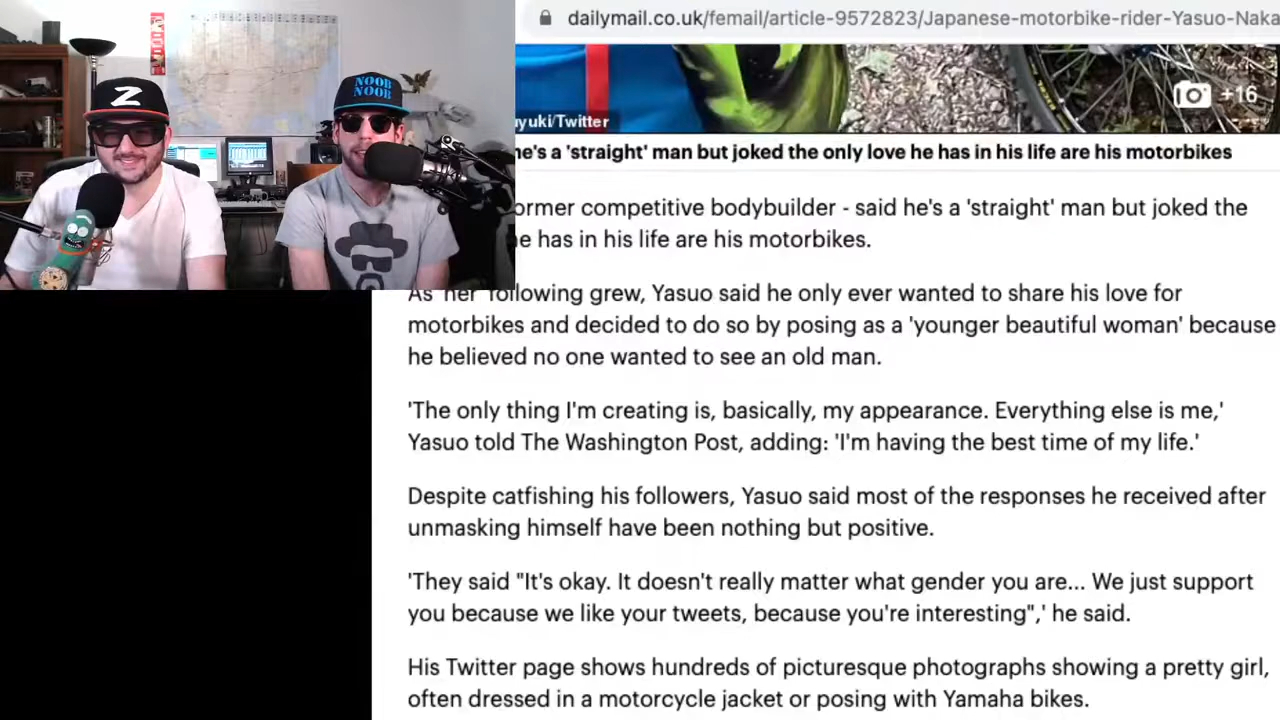 dailymail.co.uk/femail/article-9572823/Japanese-motorbike-rider-Yasuo-Naka
Z
NOOB
NOOB
+16
yuki/Twitter
he's a 'straight' man but joked the only love he has in his life are his motorbikes
ormer competitive bodybuilder - said he's a 'straight' man but joked the
e has in his life are his motorbikes.
As 'her' following grew, Yasuo said he only ever wanted to share his love for
motorbikes and decided to do so by posing as a 'younger beautiful woman' because
he believed no one wanted to see an old man.
'The only thing I'm creating is, basically, my appearance. Everything else is me,'
Yasuo told The Washington Post, adding: 'I'm having the best time of my life.'
Despite catfishing his followers, Yasuo said most of the responses he received after
unmasking himself have been nothing but positive.
'They said "It's okay. It doesn't really matter what gender you are... We just support
you because we like your tweets, because you're interesting",' he said.
His Twitter page shows hundreds of picturesque photographs showing a pretty girl,
often dressed in a motorcycle jacket or posing with Yamaha bikes.